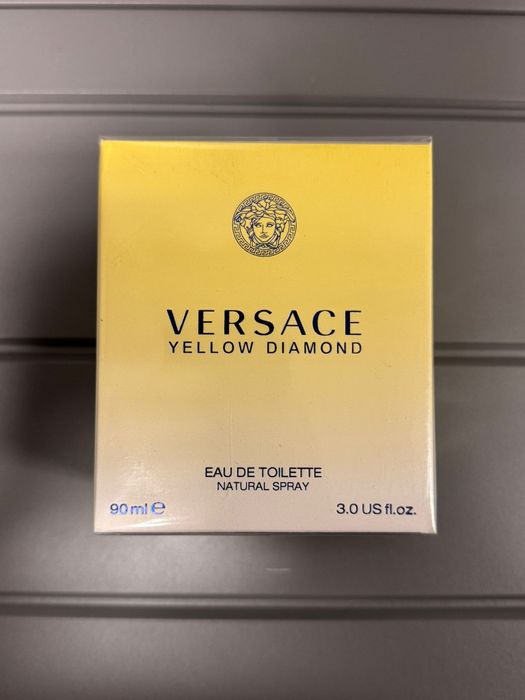 VERSACE
YELLOW DIAMOND
EAU DE TOILETTE
NATURAL SPRAY
90 ml ℮ 3.0 US fl.oz.